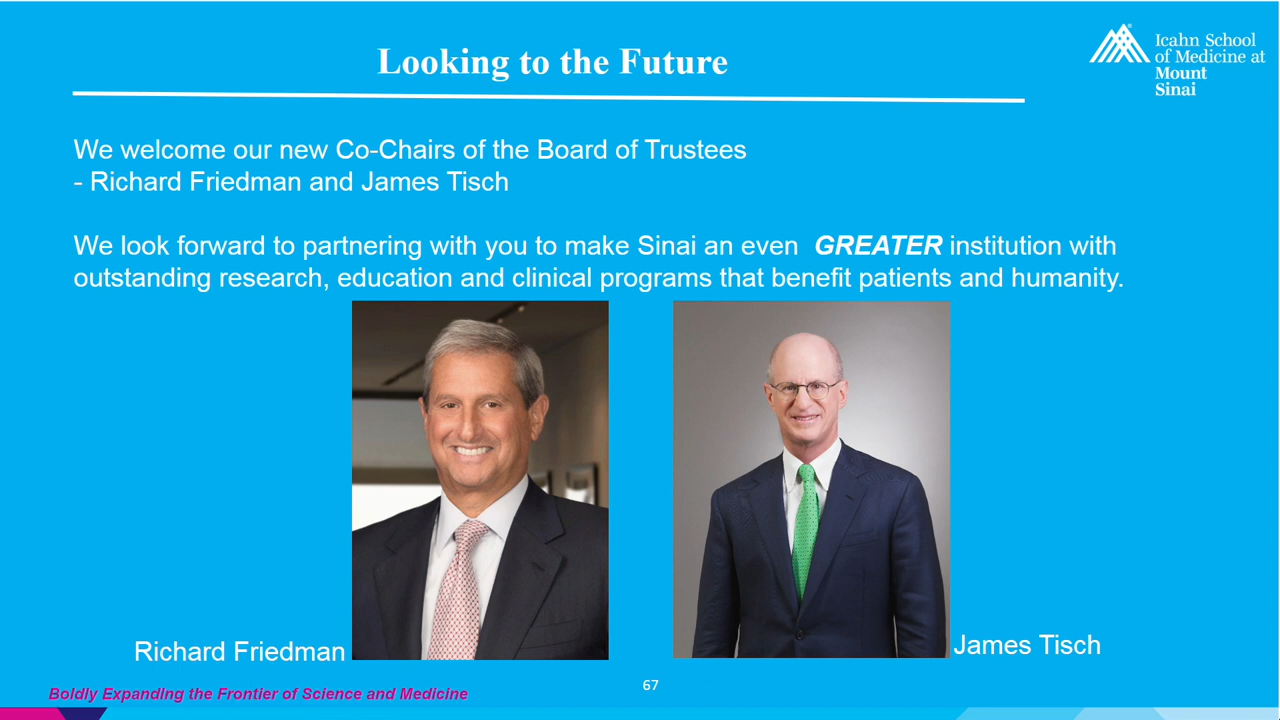 Looking to the Future
Icahn School
of Medicine at
Mount
Sinai
We welcome our new Co-Chairs of the Board of Trustees
- Richard Friedman and James Tisch
We look forward to partnering with you to make Sinai an even GREATER institution with
outstanding research, education and clinical programs that benefit patients and humanity.
Richard Friedman
James Tisch
Boldly Expanding the Frontier of Science and Medicine
67